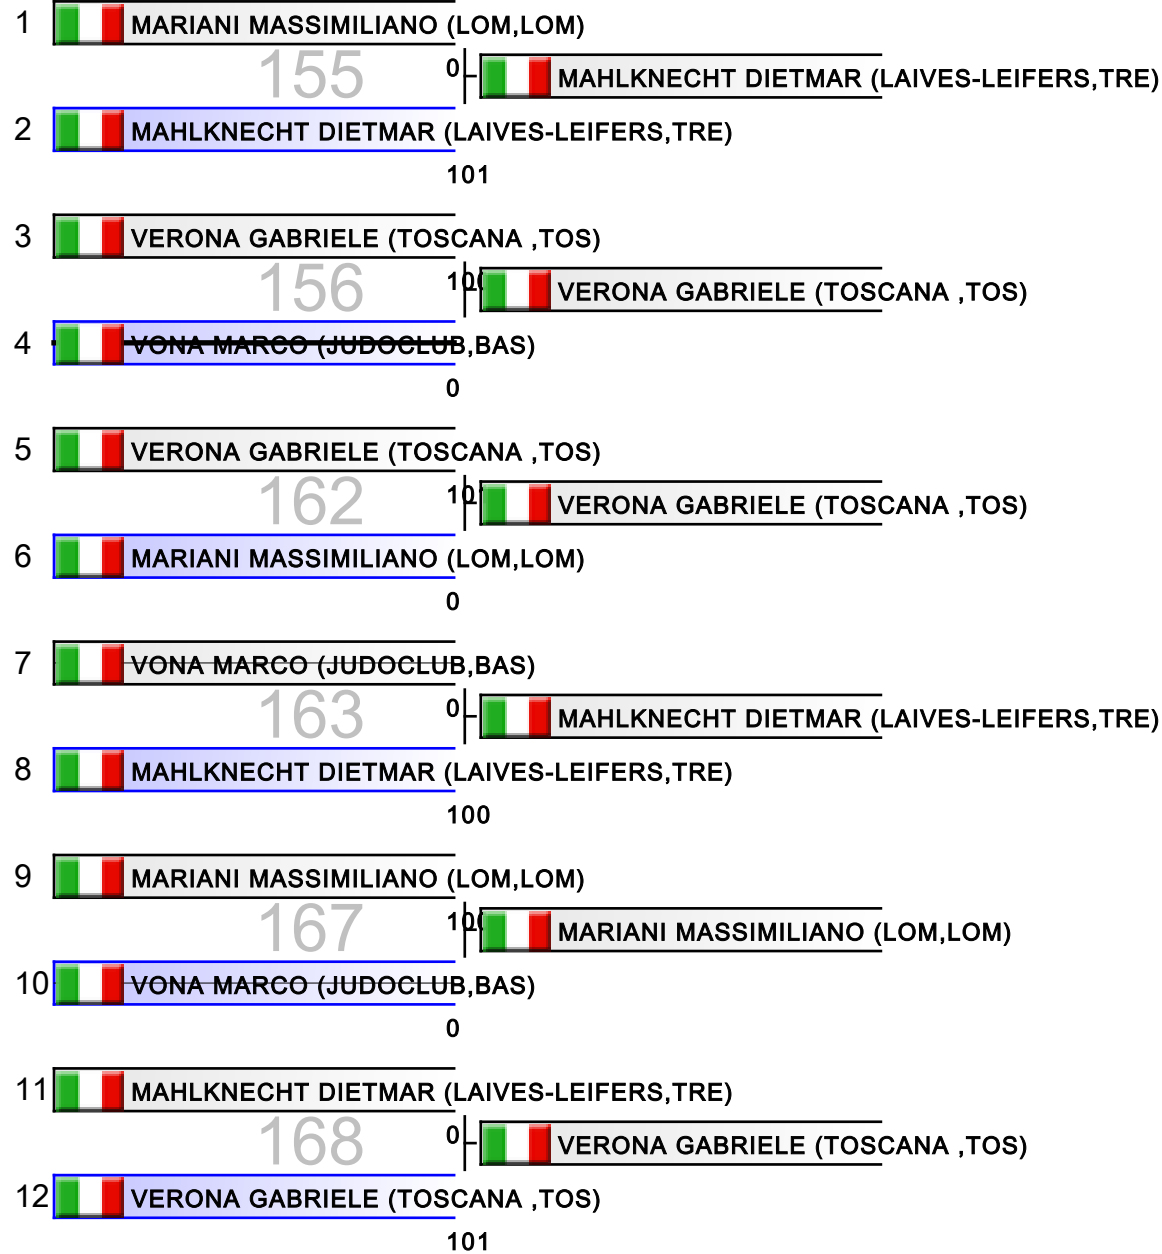 1 MARIANI MASSIMILIANO (LOM,LOM)
155 0 MAHLKNECHT DIETMAR (LAIVES-LEIFERS,TRE)
2 MAHLKNECHT DIETMAR (LAIVES-LEIFERS,TRE)
101
3 VERONA GABRIELE (TOSCANA ,TOS)
156 VERONA GABRIELE (TOSCANA ,TOS)
4 VONA MARCO (JUDOCLUB,BAS)
0
5 VERONA GABRIELE (TOSCANA ,TOS)
162 VERONA GABRIELE (TOSCANA ,TOS)
6 MARIANI MASSIMILIANO (LOM,LOM)
0
7 VONA MARCO (JUDOCLUB,BAS)
163 0 MAHLKNECHT DIETMAR (LAIVES-LEIFERS,TRE)
8 MAHLKNECHT DIETMAR (LAIVES-LEIFERS,TRE)
100
9 MARIANI MASSIMILIANO (LOM,LOM)
167 MARIANI MASSIMILIANO (LOM,LOM)
10 VONA MARCO (JUDOCLUB,BAS)
0
11 MAHLKNECHT DIETMAR (LAIVES-LEIFERS,TRE)
168 0 VERONA GABRIELE (TOSCANA ,TOS)
12 VERONA GABRIELE (TOSCANA ,TOS)
101